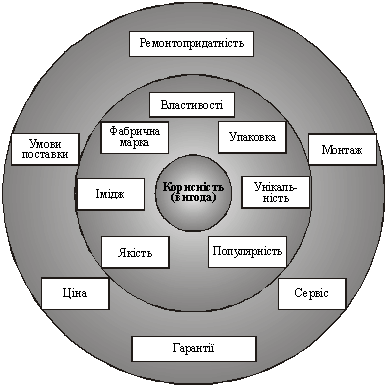 Ремонтопридатність
Властивості
Фабрична
марка
Упаковка
Умови
поставки
Монтаж
Корисність
(вигода)
Імідж
Унікаль-
ність
Якість
Популярність
Ціна
Сервіс
Гарантії